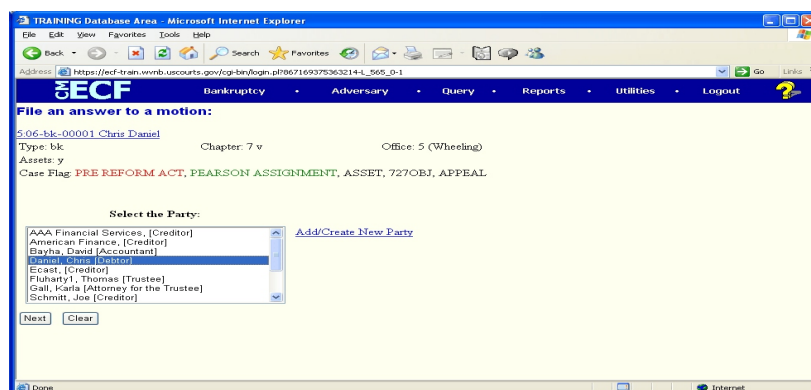 TRAINING Database Area - Microsoft Internet Explorer
File Edit View Favorites Tools Help
Back Search Favorites
Address https://ecf-train.wvnb.uscourts.gov/cgi-bin/login.pl?867169375363214-L_565_0-1 Go Links
CM ECF Bankruptcy • Adversary • Query • Reports • Utilities • Logout ?
File an answer to a motion:
5:06-bk-00001 Chris Daniel
Type: bk Chapter: 7 v Office: 5 (Wheeling)
Assets: y
Case Flag: PRE REFORM ACT, PEARSON ASSIGNMENT, ASSET, 727OBJ, APPEAL
Select the Party:
AAA Financial Services, [Creditor] Add/Create New Party
American Finance, [Creditor]
Bayha, David [Accountant]
Daniel, Chris [Debtor]
Ecast, [Creditor]
Fluharty1, Thomas [Trustee]
Gall, Karla [Attorney for the Trustee]
Schmitt, Joe [Creditor]
Next Clear
Done Internet